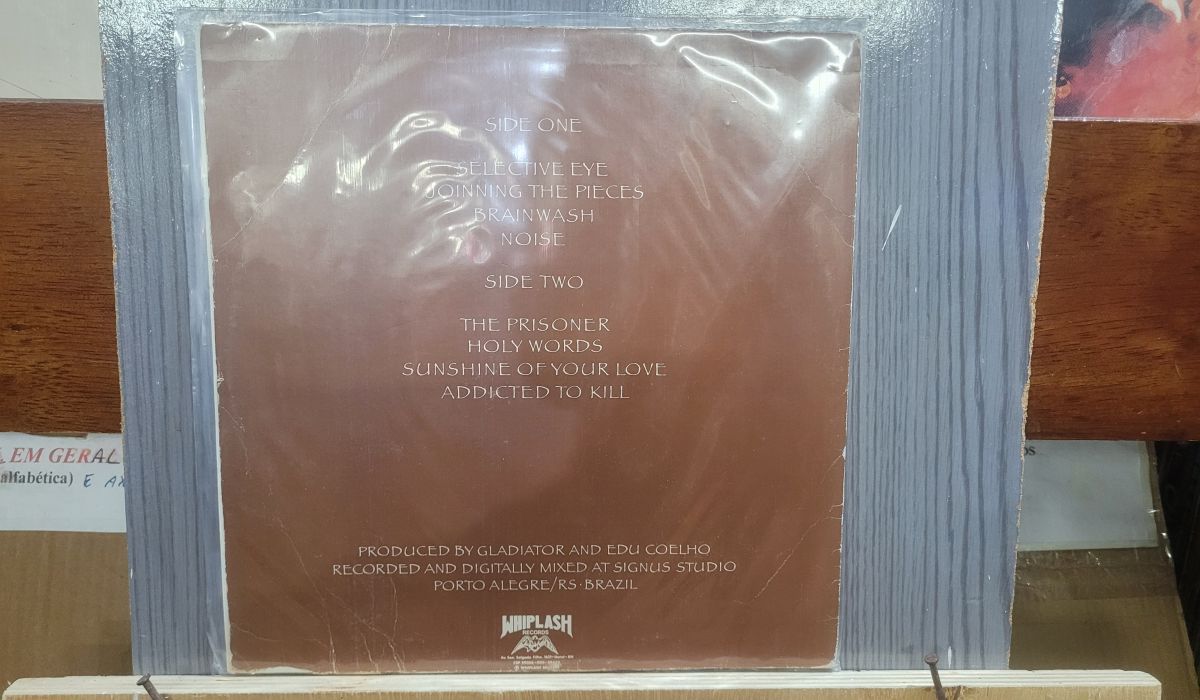 SIDE ONE
SELECTIVE EYE
JOINNING THE PIECES
BRAINWASH
NOISE
SIDE TWO
THE PRISONER
HOLY WORDS
SUNSHINE OF YOUR LOVE
ADDICTED TO KILL
EM GERAL
alfabética) E
PRODUCED BY GLADIATOR AND EDU COELHO
RECORDED AND DIGITALLY MIXED AT SIGNUS STUDIO
PORTO ALEGRE/RS·BRAZIL
WHIPLASH
RECORDS